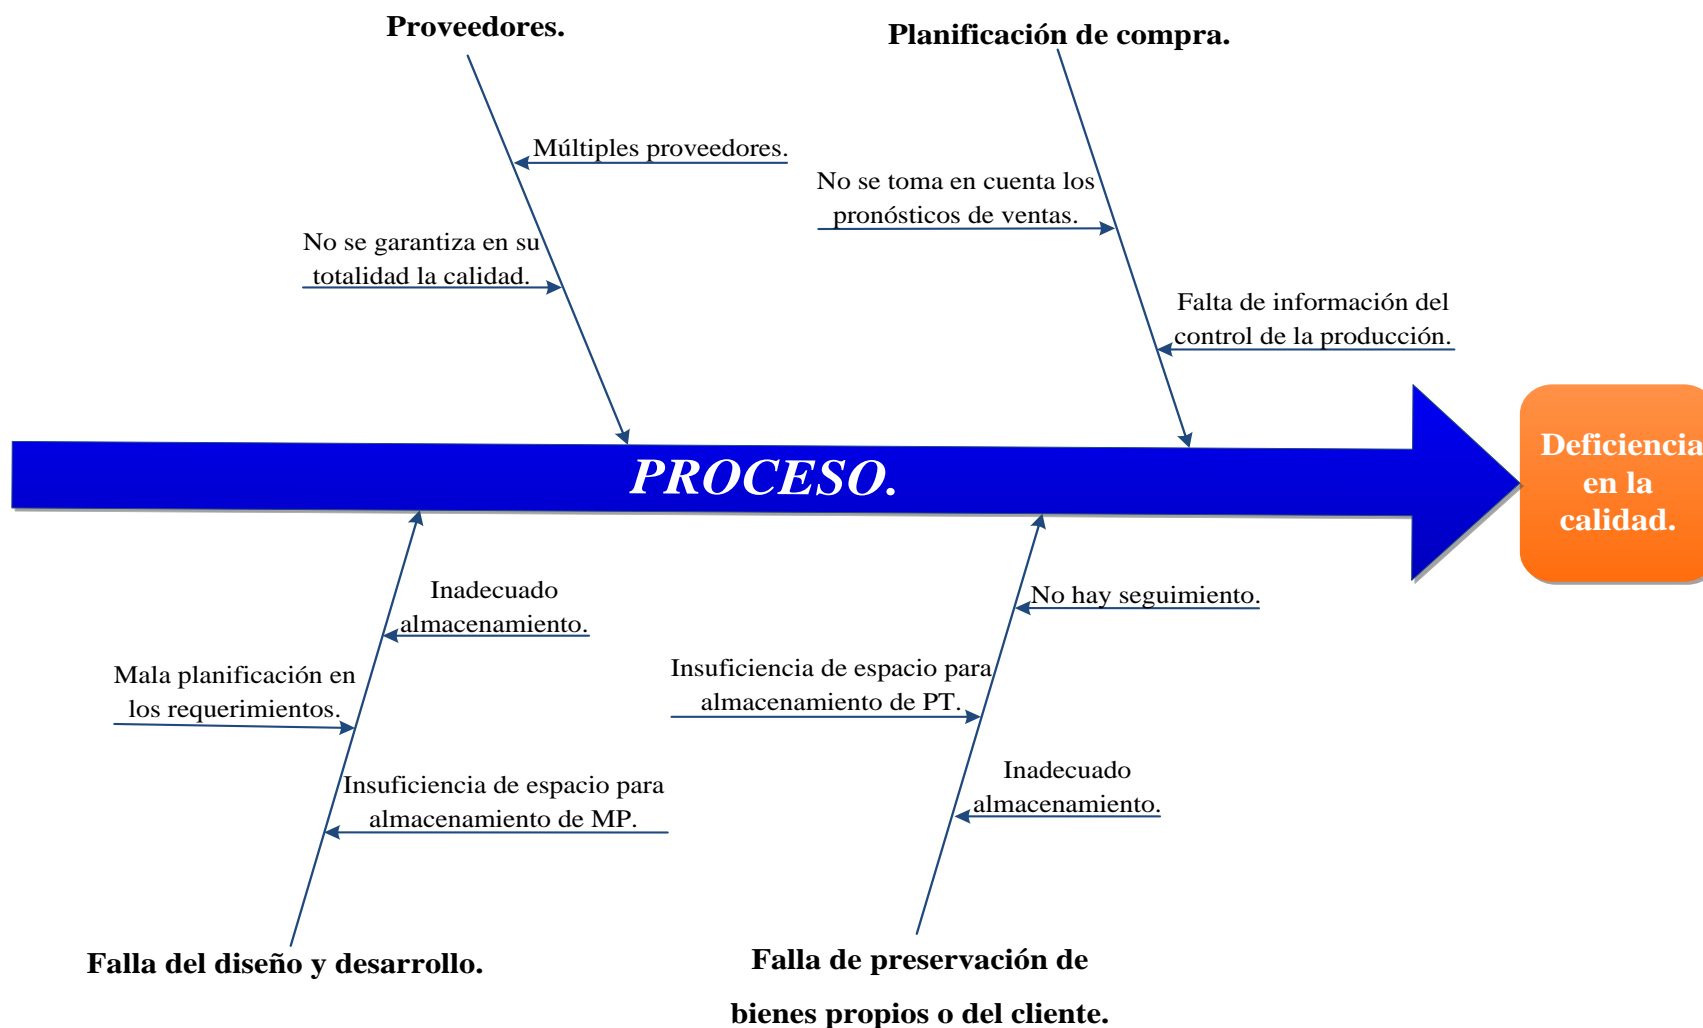 Proveedores.
Planificación de compra.
Múltiples proveedores.
No se toma en cuenta los
pronósticos de ventas.
No se garantiza en su
totalidad la calidad.
Falta de información del
control de la producción.
PROCESO.
Deficiencia
en la
calidad.
Inadecuado
almacenamiento.
No hay seguimiento.
Mala planificación en
los requerimientos.
Insuficiencia de espacio para
almacenamiento de PT.
Insuficiencia de espacio para
almacenamiento de MP.
Inadecuado
almacenamiento.
Falla del diseño y desarrollo.
Falla de preservación de
bienes propios o del cliente.